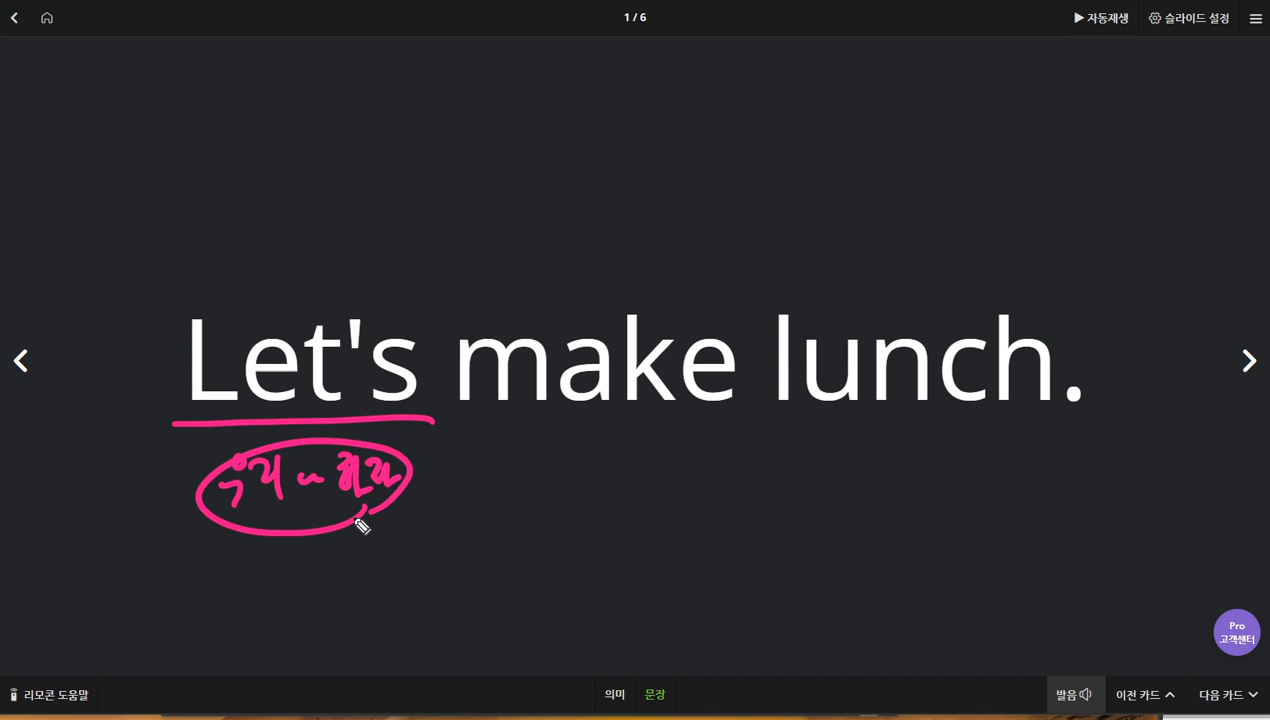 1 / 6
자동재생
슬라이드 설정
Let's make lunch.
우리 ~
Pro
고객센터
리모콘 도움말
의미
문장
발음
이전 카드
다음 카드